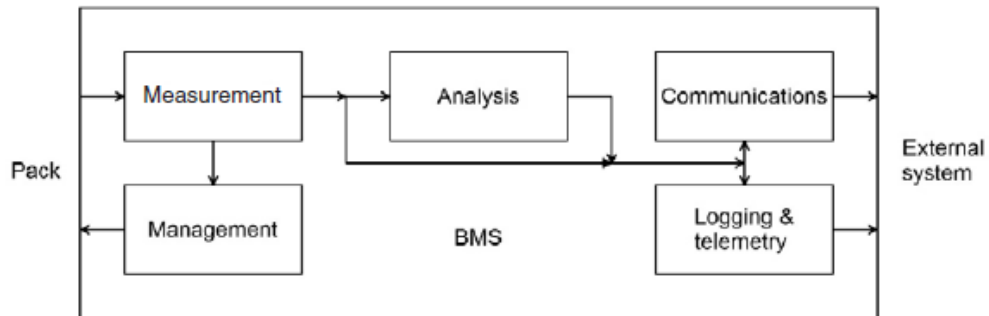 Measurement
Analysis
Communications
Pack
External
system
Management
BMS
Logging &
telemetry